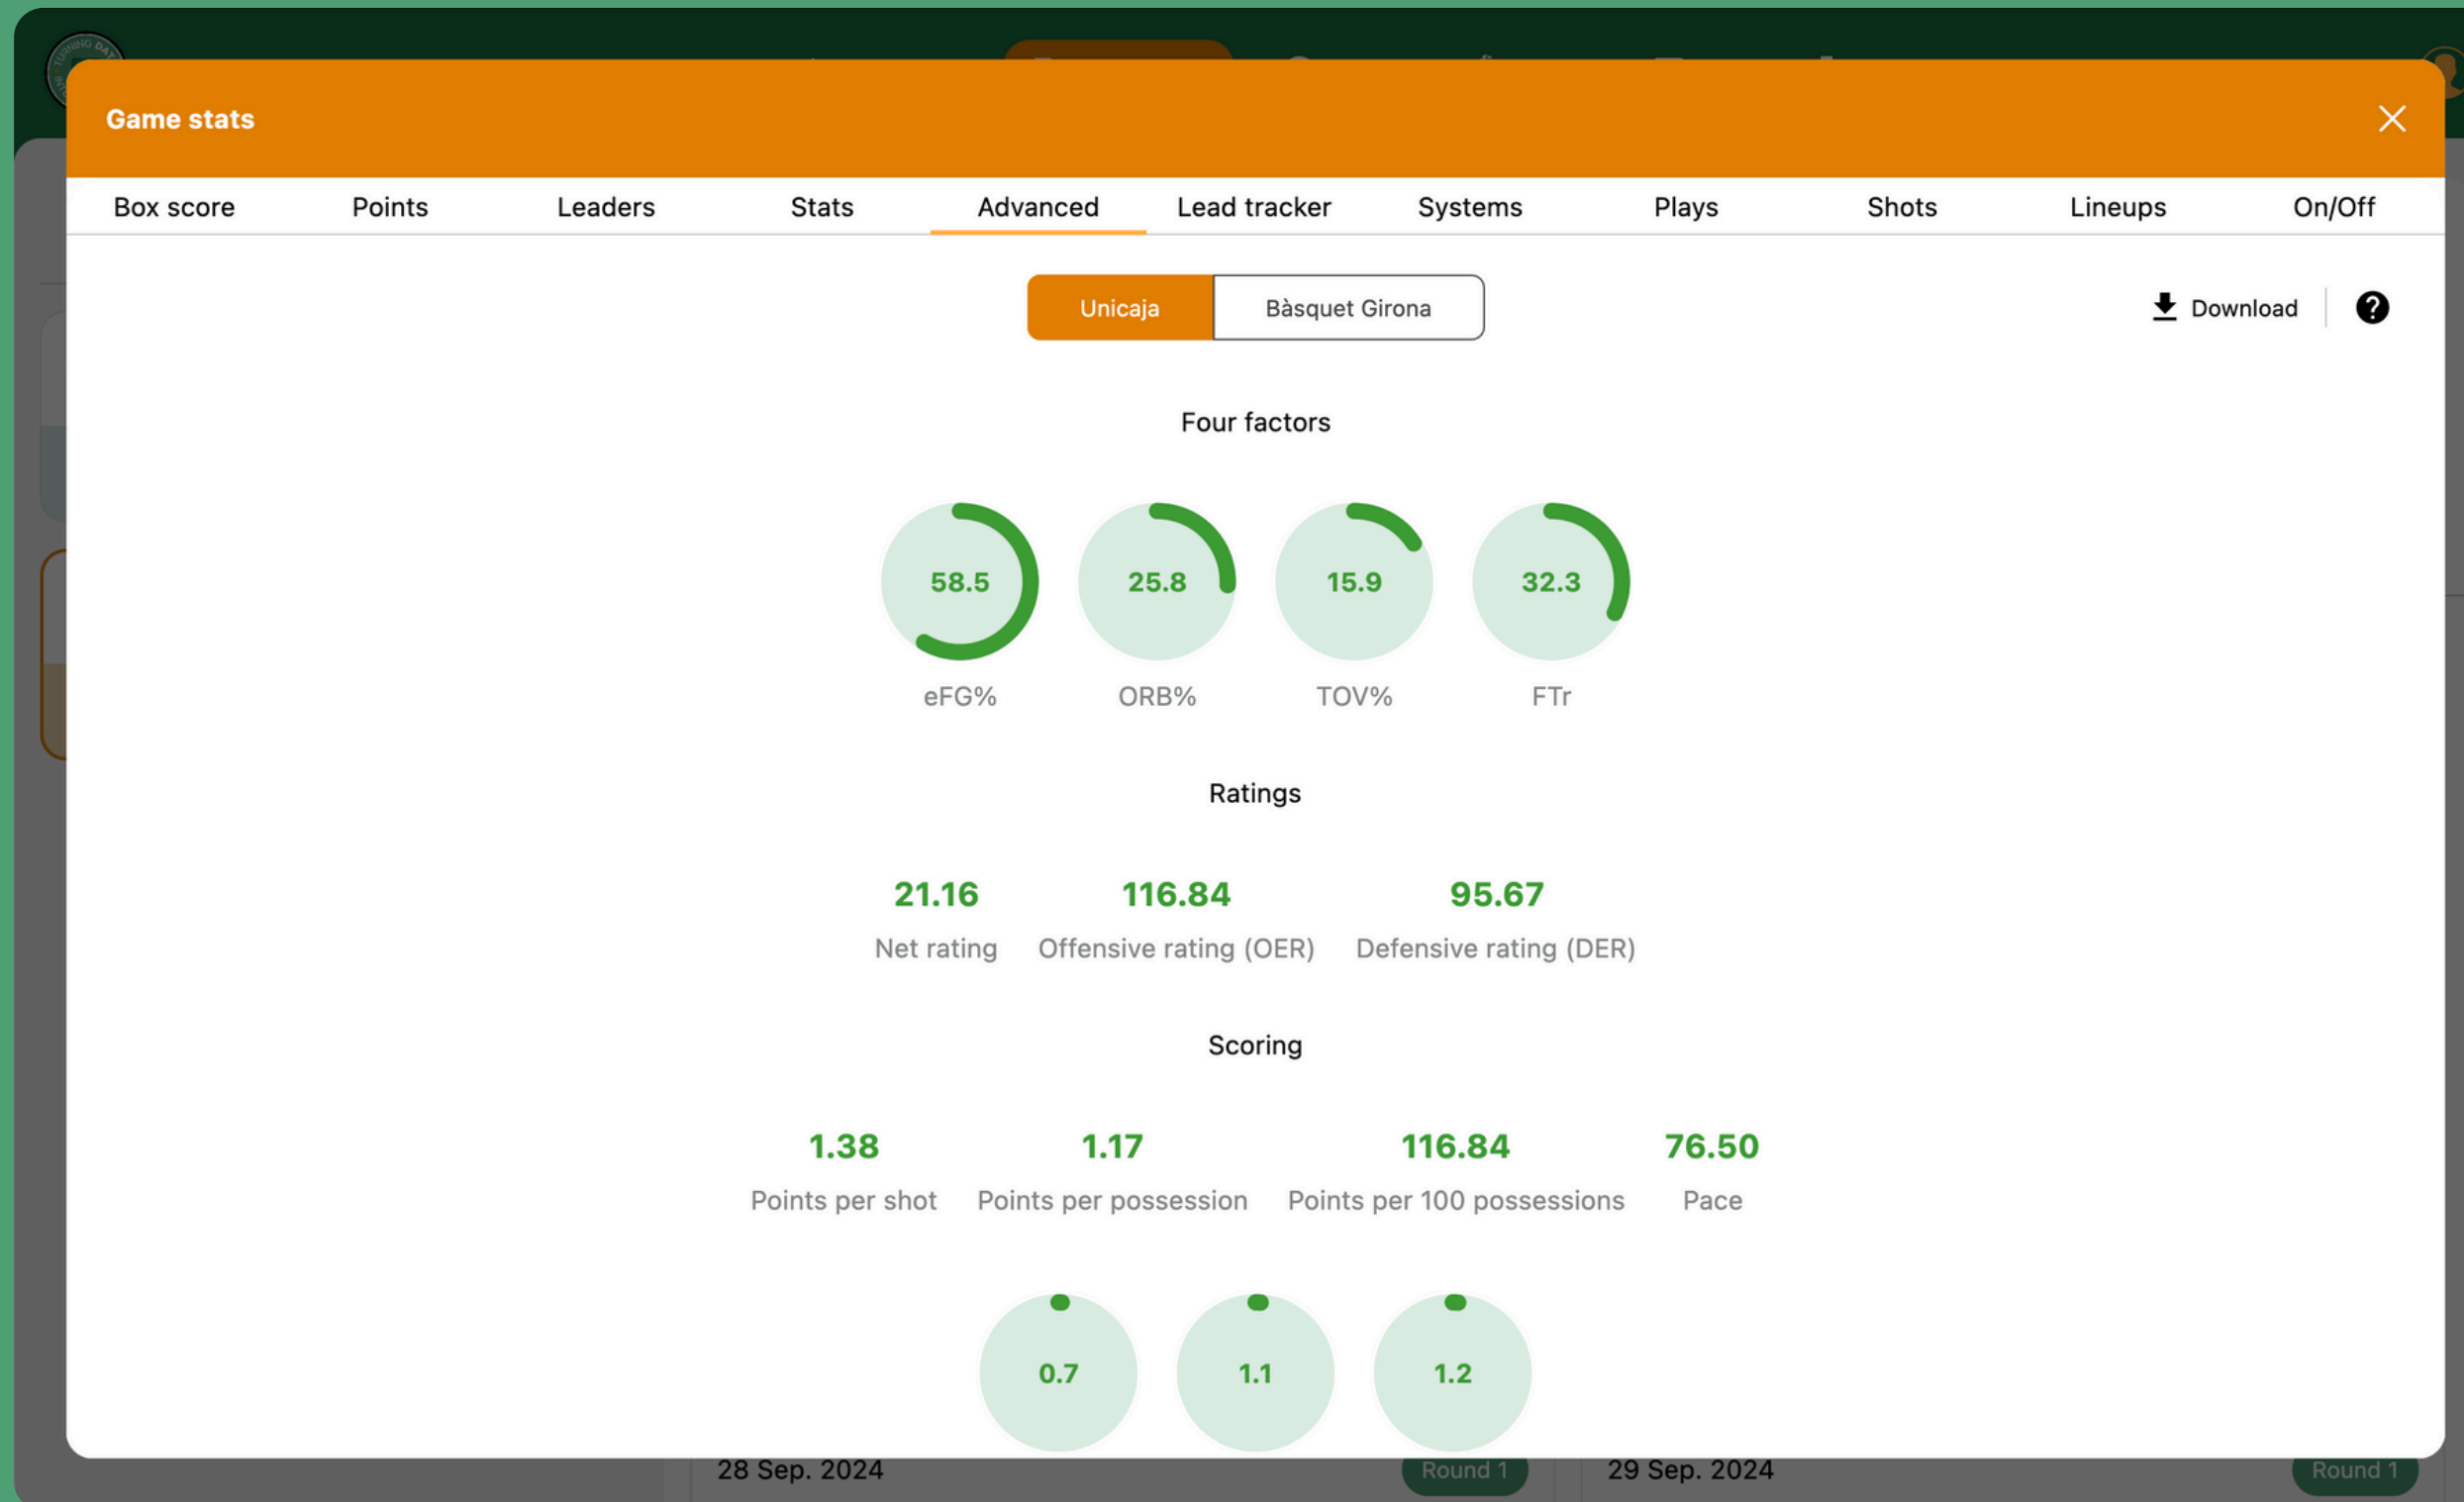 TURNING DAT
Game stats
Box score Points Leaders Stats Advanced Lead tracker Systems Plays Shots Lineups On/Off
Unicaja Bàsquet Girona Download ?
Four factors
58.5 25.8 15.9 32.3
eFG% ORB% TOV% FTr
Ratings
21.16 116.84 95.67
Net rating Offensive rating (OER) Defensive rating (DER)
Scoring
1.38 1.17 116.84 76.50
Points per shot Points per possession Points per 100 possessions Pace
0.7 1.1 1.2
28 Sep. 2024 Round 1 29 Sep. 2024 Round 1